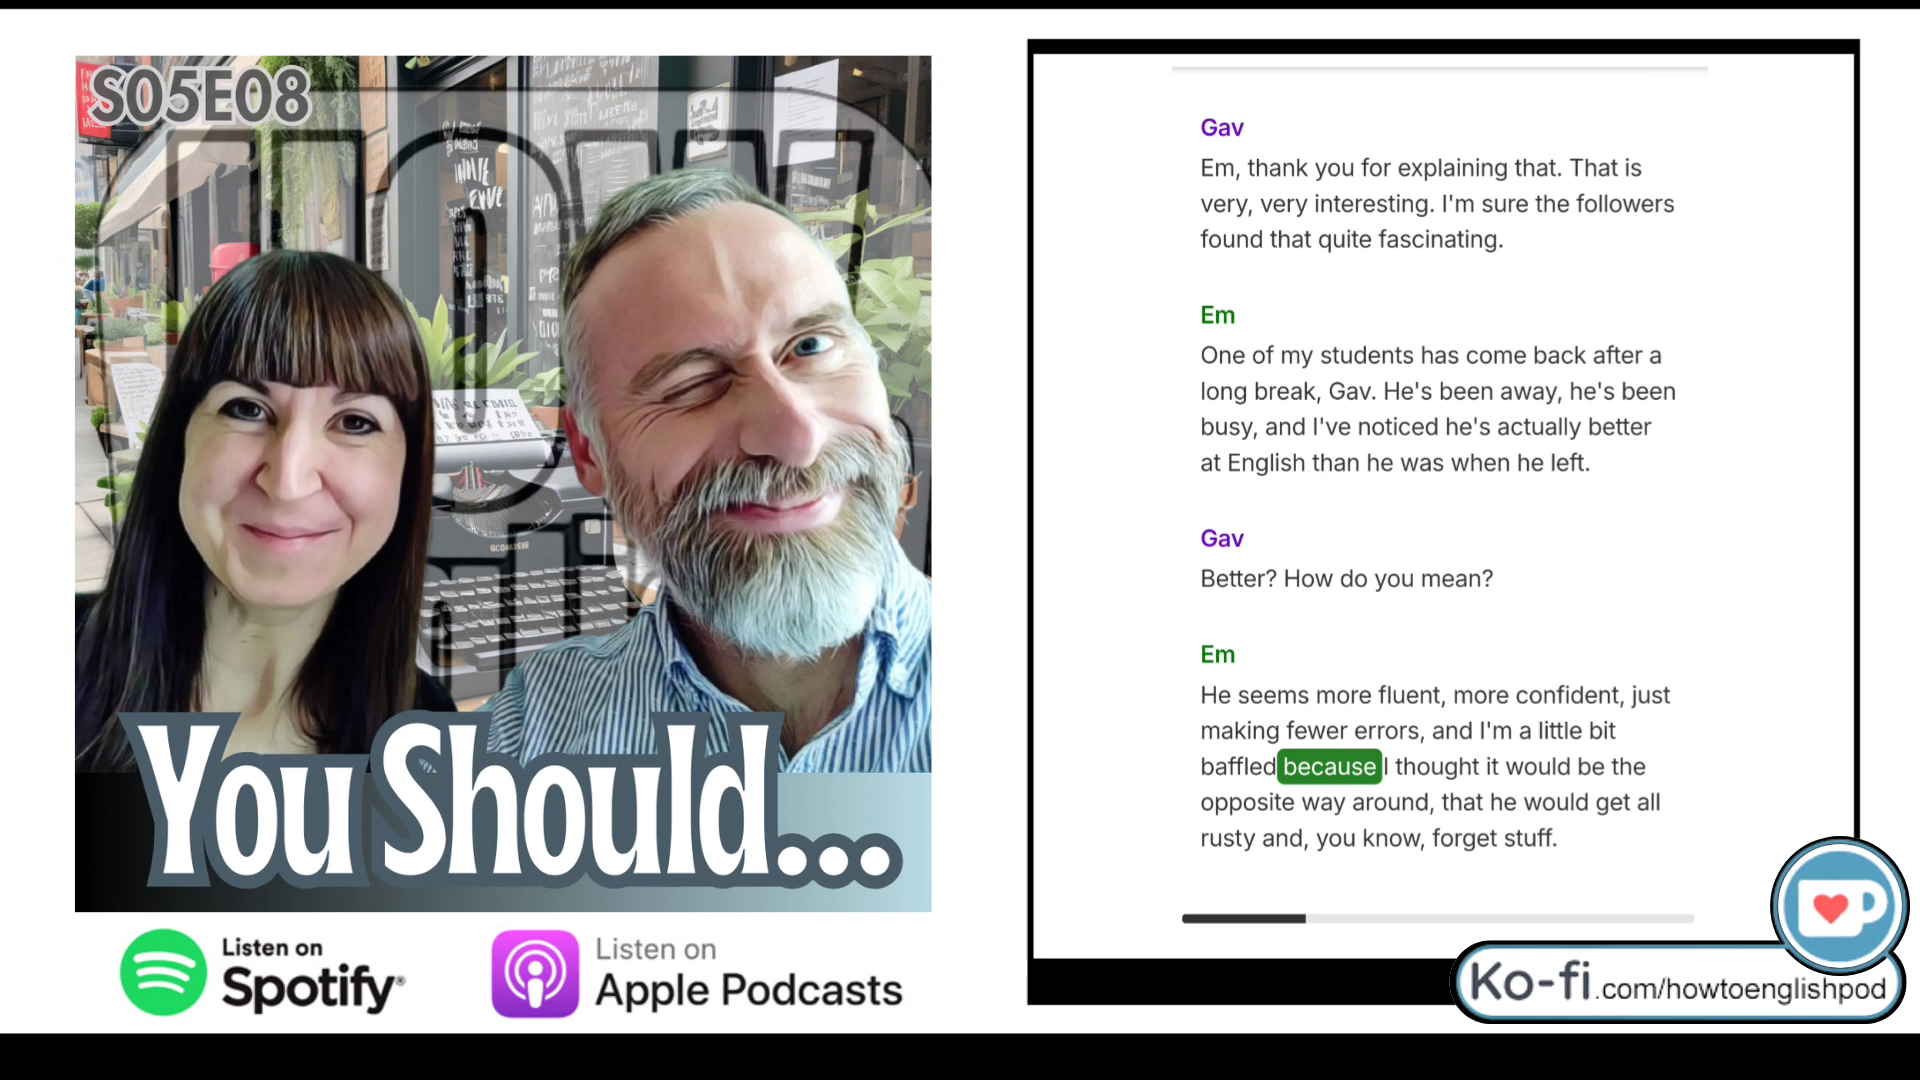 S05E08
You Should...
Listen on
Spotify
Listen on
Apple Podcasts
Gav
Em, thank you for explaining that. That is
very, very interesting. I'm sure the followers
found that quite fascinating.
Em
One of my students has come back after a
long break, Gav. He's been away, he's been
busy, and I've noticed he's actually better
at English than he was when he left.
Gav
Better? How do you mean?
Em
He seems more fluent, more confident, just
making fewer errors, and I'm a little bit
baffled because I thought it would be the
opposite way around, that he would get all
rusty and, you know, forget stuff.
Ko-fi.com/howtoenglishpod